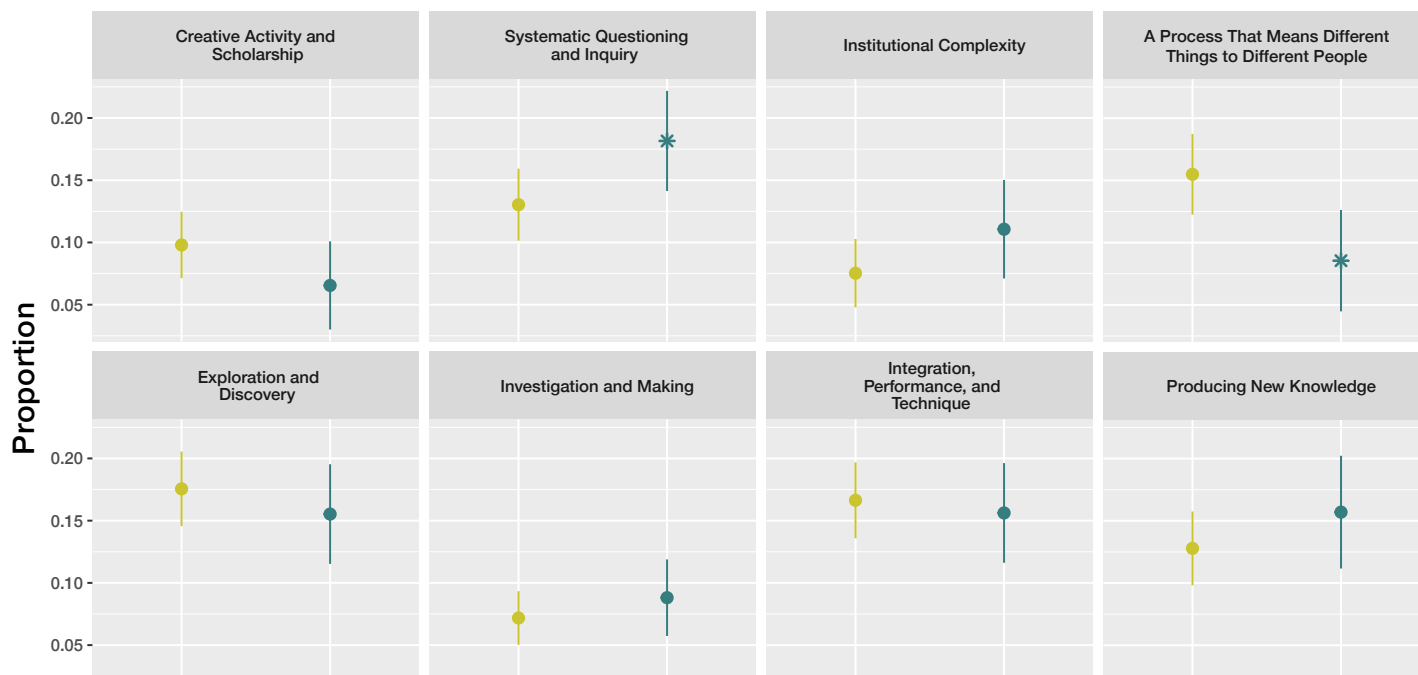 Creative Activity and
Scholarship
Systematic Questioning
and Inquiry
Institutional Complexity
A Process That Means Different
Things to Different People
0.20
0.15
0.10
0.05
Proportion
Exploration and
Discovery
Investigation and Making
Integration,
Performance, and
Technique
Producing New Knowledge
0.20
0.15
0.10
0.05